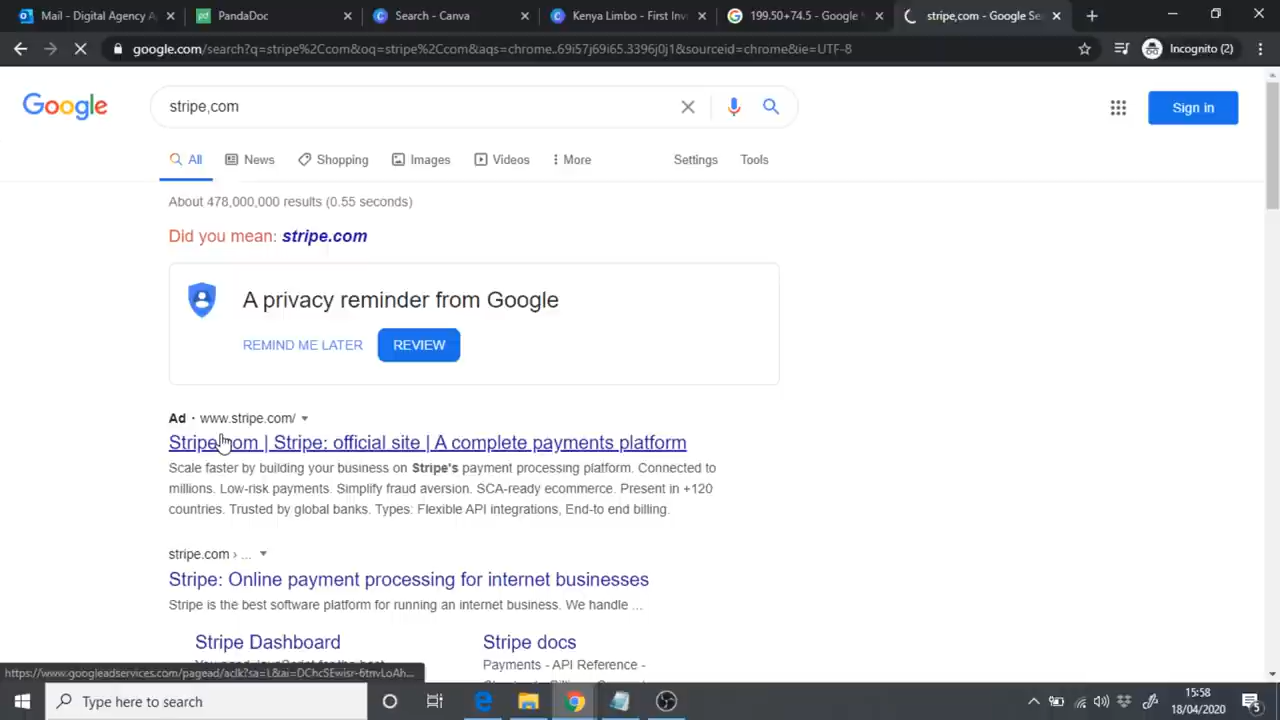 Mail - Digital Agency A
PandaDoc
Search - Canva
Kenya Limbo - First Inv
199.50+74.5 - Google
stripe,com - Google Se
google.com/search?q=stripe%2Ccom&oq=stripe%2Ccom&aqs=chrome..69i57j69i65.3396j0j1&sourceid=chrome&ie=UTF-8
Incognito (2)
Google
stripe,com
Sign in
All
News
Shopping
Images
Videos
More
Settings
Tools
About 478,000,000 results (0.55 seconds)
Did you mean: stripe.com
A privacy reminder from Google
REMIND ME LATER
REVIEW
Ad · www.stripe.com/
Stripe.com | Stripe: official site | A complete payments platform
Scale faster by building your business on Stripe's payment processing platform. Connected to
millions. Low-risk payments. Simplify fraud aversion. SCA-ready ecommerce. Present in +120
countries. Trusted by global banks. Types: Flexible API integrations, End-to end billing.
stripe.com › ...
Stripe: Online payment processing for internet businesses
Stripe is the best software platform for running an internet business. We handle ...
Stripe Dashboard
Stripe docs
Payments - API Reference -
Type here to search
15:58
18/04/2020
5